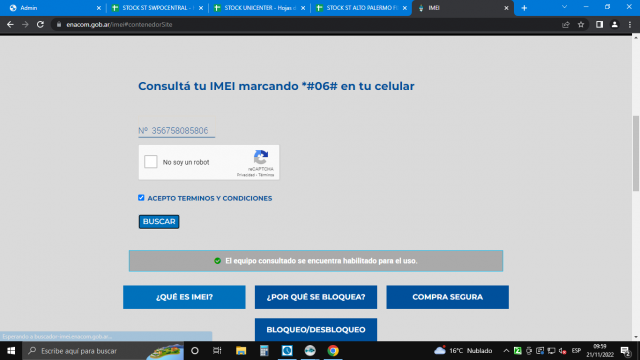 Admin
STOCK ST SWPOCENTRAL -
STOCK UNICENTER - Hojas d
STOCK ST ALTO PALERMO F
IMEI
enacom.gob.ar/imei#contenedorSite
Consultá tu IMEI marcando *#06# en tu celular
Nº 356758085806
No soy un robot
reCAPTCHA
Privacidad - Términos
ACEPTO TERMINOS Y CONDICIONES
BUSCAR
El equipo consultado se encuentra habilitado para el uso.
¿QUÉ ES IMEI?
¿POR QUÉ SE BLOQUEA?
COMPRA SEGURA
BLOQUEO/DESBLOQUEO
Escribe aquí para buscar
16°C Nublado
ESP
09:59
21/11/2022